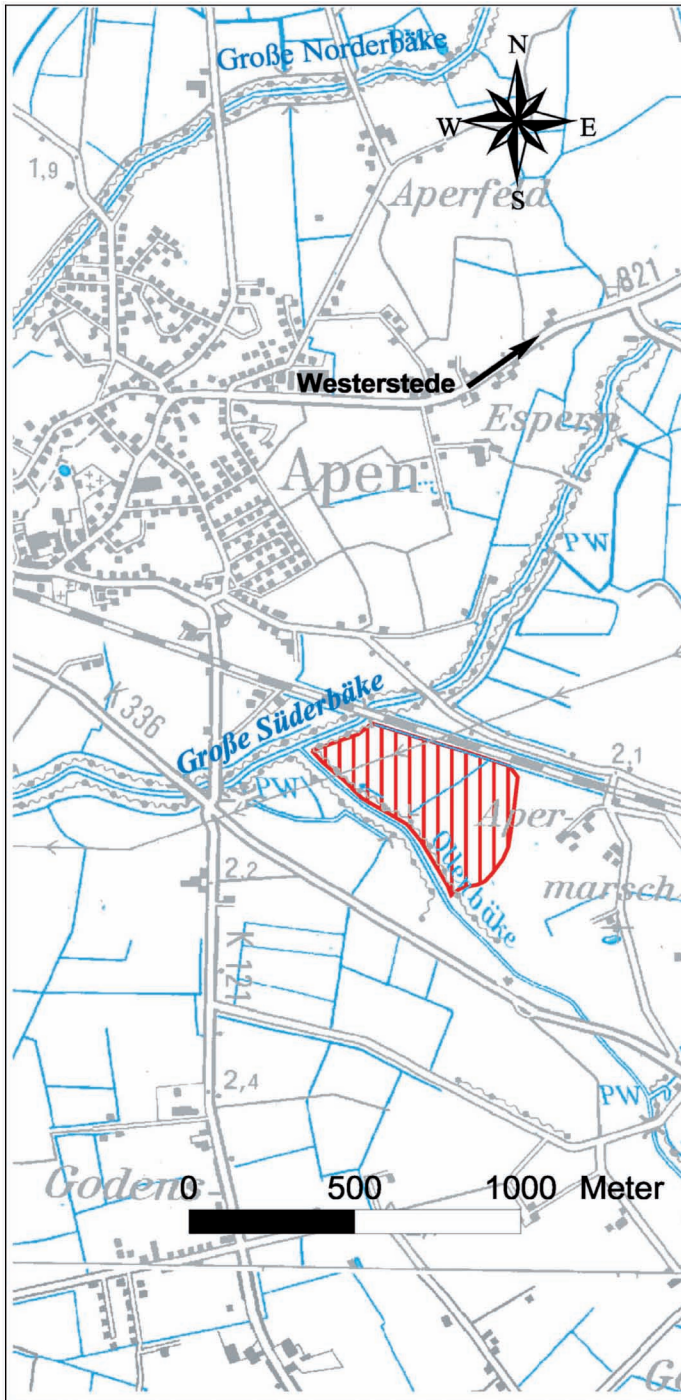 Große Norderbäke
N
W
E
S
1,9
Aperfeld
L 821
Westerstede
Espern
Apen
PW
K 336
Große Süderbäke
PW
2,1
Aper-
marsch
Ollenbäke
2,2
K 121
2,4
PW
Godens-
0 500 1000 Meter